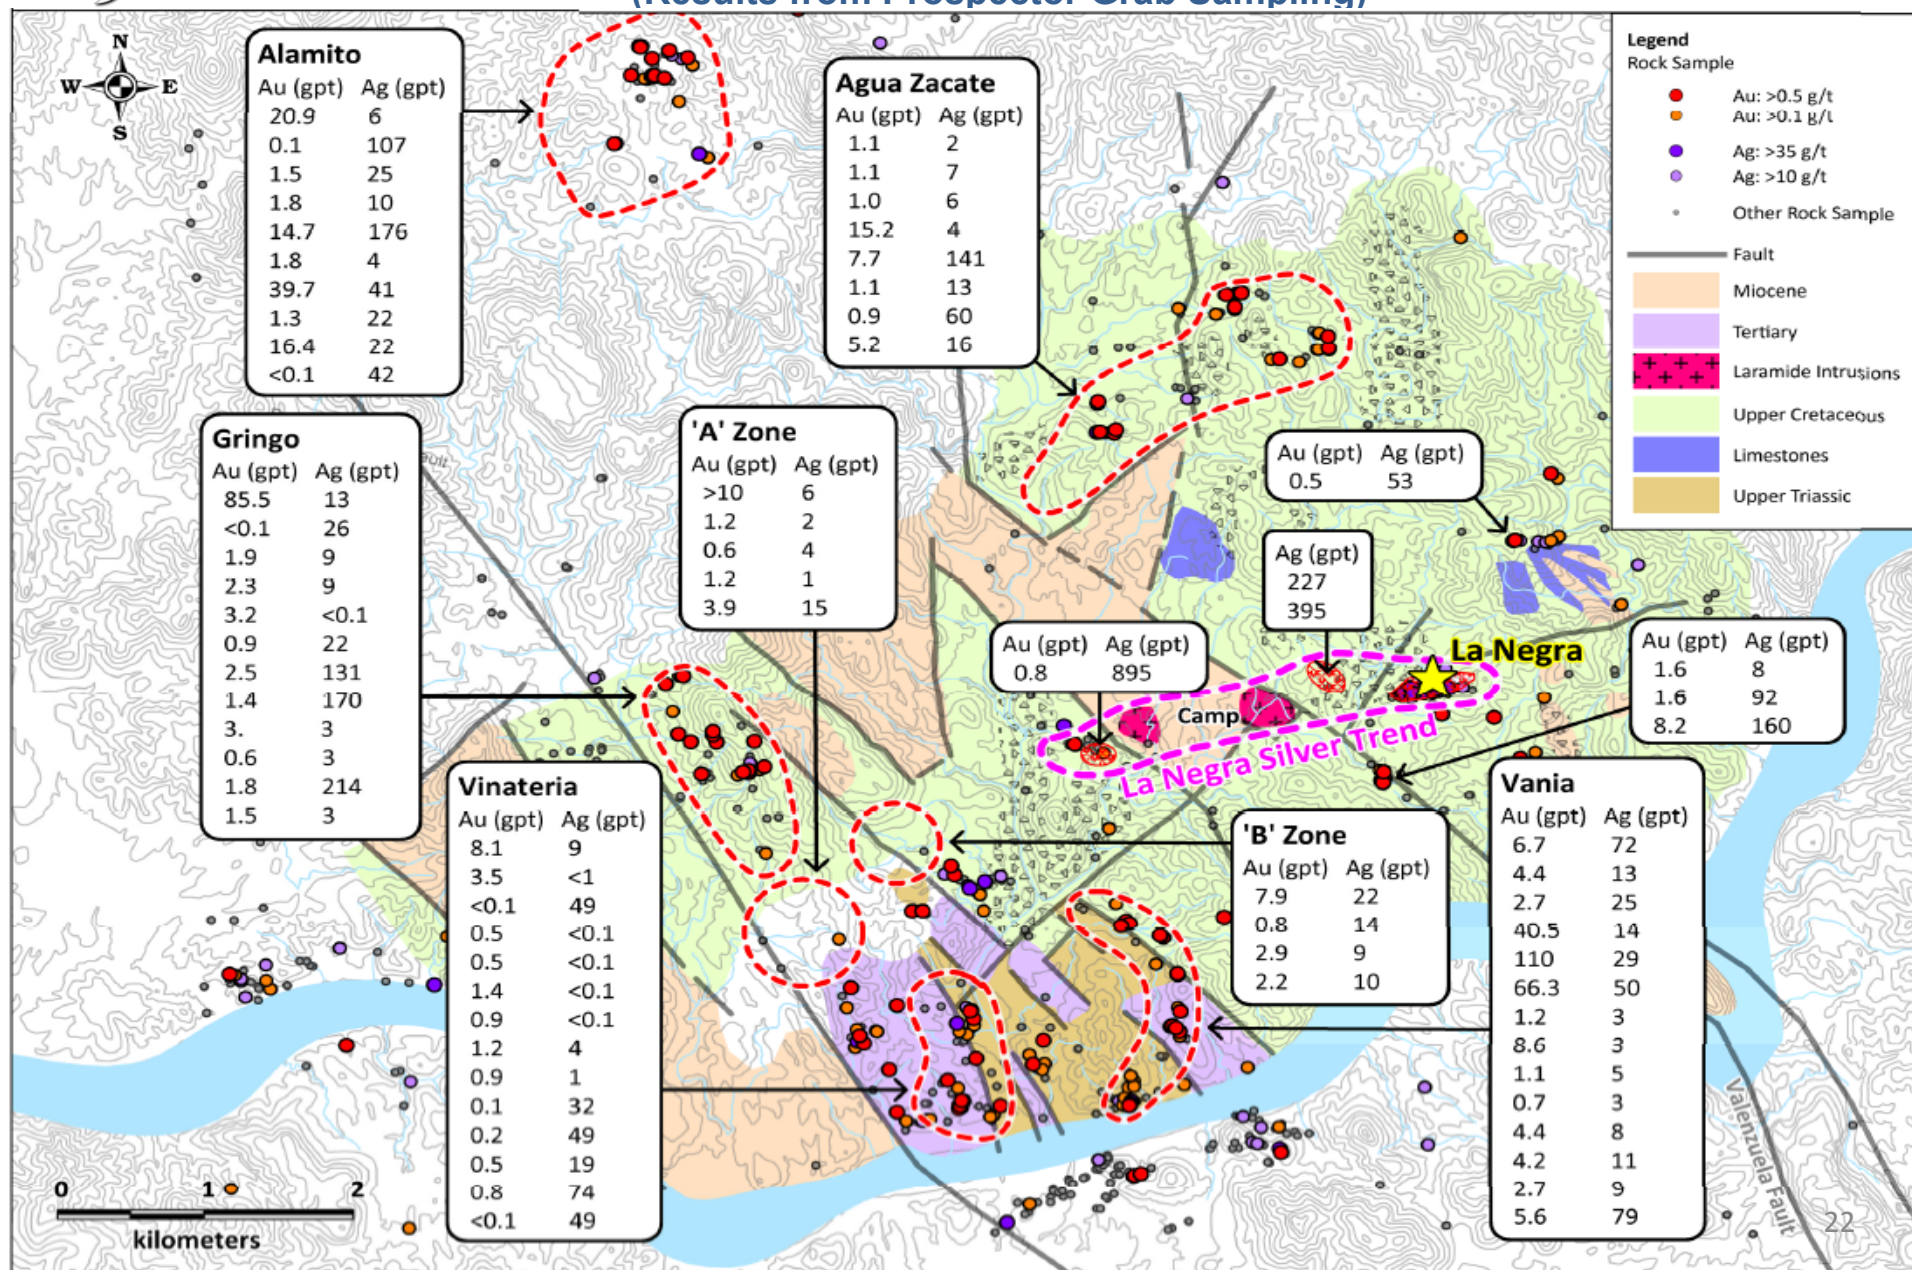 (Results from Prospector Grab Sampling)
N
W E
S
Alamito
Au (gpt) Ag (gpt)
20.9 6
0.1 107
1.5 25
1.8 10
14.7 176
1.8 4
39.7 41
1.3 22
16.4 22
<0.1 42
Agua Zacate
Au (gpt) Ag (gpt)
1.1 2
1.1 7
1.0 6
15.2 4
7.7 141
1.1 13
0.9 60
5.2 16
Legend
Rock Sample
Au: >0.5 g/t
Au: >0.1 g/t
Ag: >35 g/t
Ag: >10 g/t
Other Rock Sample
Fault
Miocene
Tertiary
Laramide Intrusions
Upper Cretaceous
Limestones
Upper Triassic
Gringo
Au (gpt) Ag (gpt)
85.5 13
<0.1 26
1.9 9
2.3 9
3.2 <0.1
0.9 22
2.5 131
1.4 170
3. 3
0.6 3
1.8 214
1.5 3
'A' Zone
Au (gpt) Ag (gpt)
>10 6
1.2 2
0.6 4
1.2 1
3.9 15
Au (gpt) Ag (gpt)
0.5 53
Ag (gpt)
227
395
Au (gpt) Ag (gpt)
0.8 895
La Negra
Camp
La Negra Silver Trend
Au (gpt) Ag (gpt)
1.6 8
1.6 92
8.2 160
Vinateria
Au (gpt) Ag (gpt)
8.1 9
3.5 <1
<0.1 49
0.5 <0.1
0.5 <0.1
1.4 <0.1
0.9 <0.1
1.2 4
0.9 1
0.1 32
0.2 49
0.5 19
0.8 74
<0.1 49
'B' Zone
Au (gpt) Ag (gpt)
7.9 22
0.8 14
2.9 9
2.2 10
Vania
Au (gpt) Ag (gpt)
6.7 72
4.4 13
2.7 25
40.5 14
110 29
66.3 50
1.2 3
8.6 3
1.1 5
0.7 3
4.4 8
4.2 11
2.7 9
5.6 79
Valenzuela Fault
0 1 2
kilometers
22